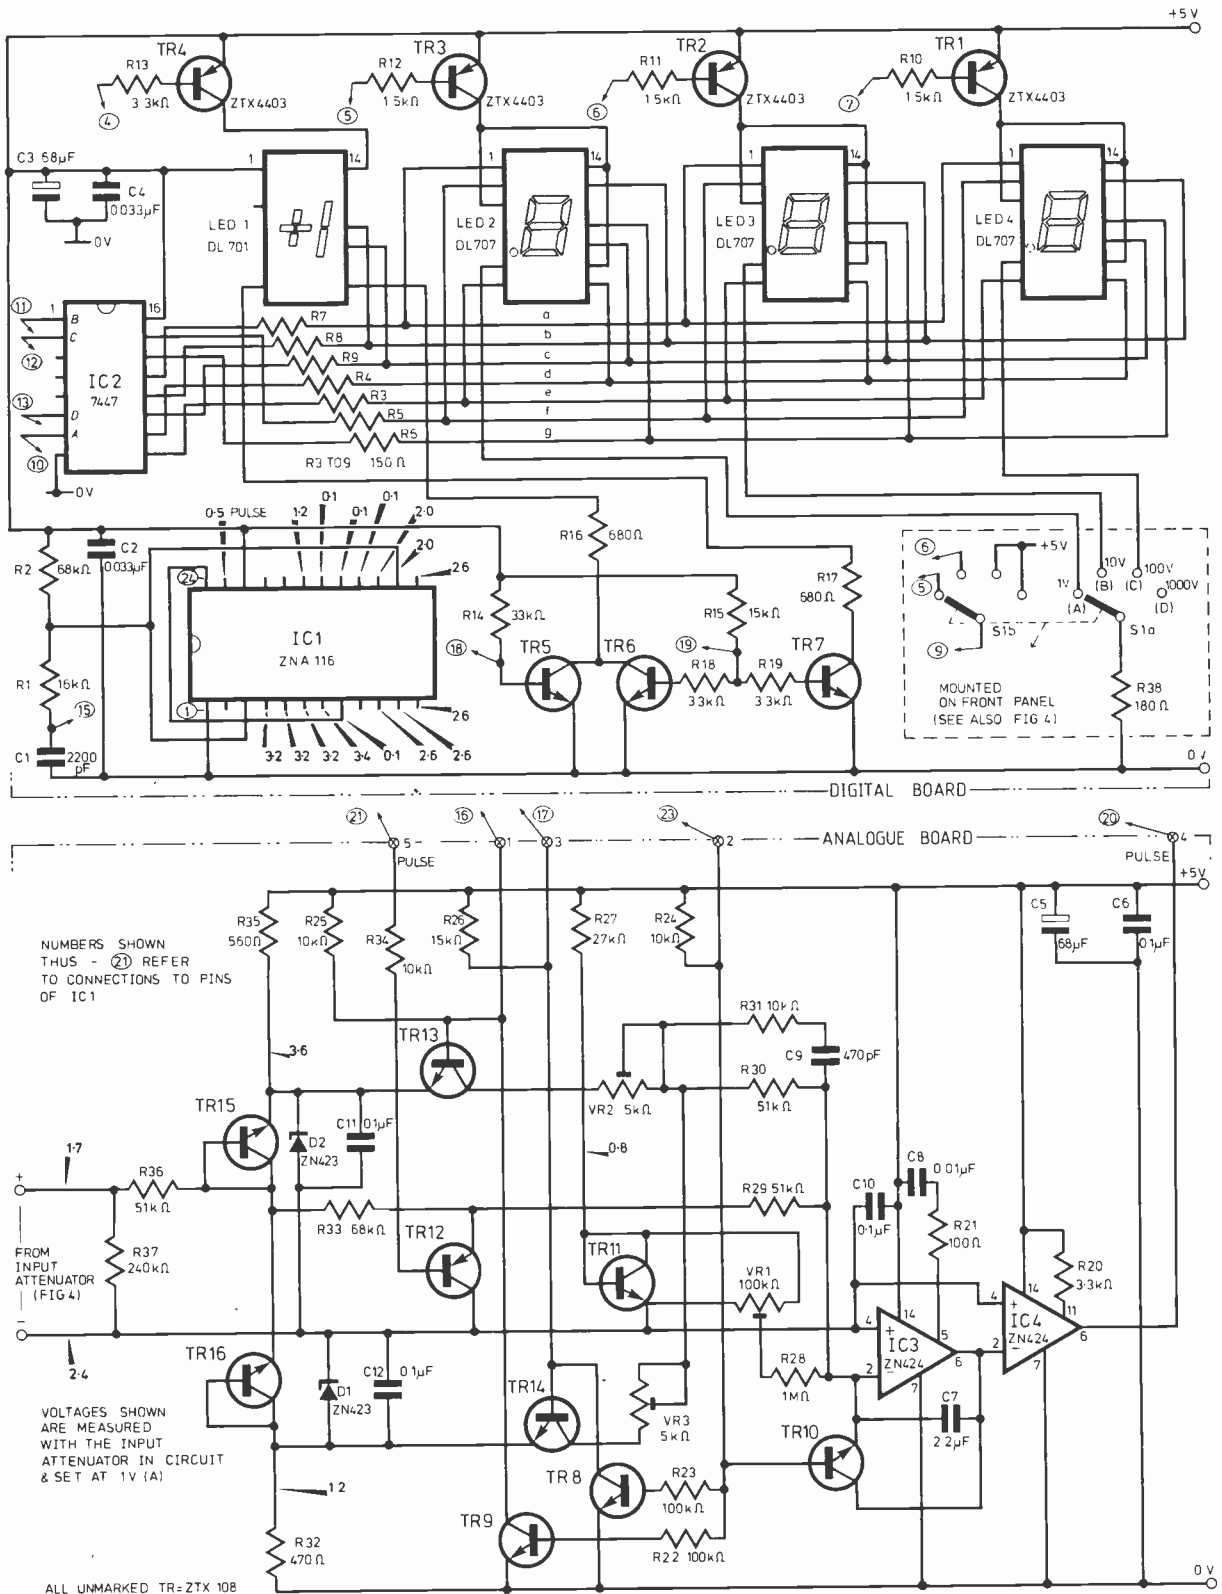 +5V
TR4
TR3
TR2
TR1
R13
3 3kΩ
R12
1 5kΩ
R11
1 5kΩ
R10
1 5kΩ
ZTX4403
ZTX4403
ZTX4403
ZTX4403
4
5
6
7
C3 68µF
C4
0 033µF
0V
1
14
LED 1
DL 701
+1
1
14
LED 2
DL707
8
1
14
LED3
DL707
8
1
14
LED4
DL707
8
11
12
13
10
1
16
B
C
D
A
IC2
7447
0V
R7
R8
R9
R4
R3
R5
R6
R3 TO9 150Ω
a
b
c
d
e
f
g
0·5 PULSE
1·2
0·1
0·1
0·1
2·0
2·0
2 6
R2
68kΩ
C2
0 033µF
R1
16kΩ
15
C1
2200
pF
24
IC1
ZNA 116
1
3·2
3·2
3·2
3·4
0·1
2·6
2·6
2 6
R16
680Ω
R14
33kΩ
18
TR5
TR6
R15
15kΩ
19
R18
3 3kΩ
R19
3 3kΩ
TR7
R17
680Ω
6
5
9
+5V
S1b
1V
(A)
10V
(B)
100V
(C)
1000V
(D)
S1a
R38
180Ω
MOUNTED
ON FRONT PANEL
(SEE ALSO FIG 4)
0 V
DIGITAL BOARD
21
16
17
23
20
5
1
3
2
4
ANALOGUE BOARD
PULSE
PULSE
+5V
NUMBERS SHOWN
THUS - 21 REFER
TO CONNECTIONS TO PINS
OF IC1
R35
560Ω
R25
10kΩ
R34
10kΩ
R26
15kΩ
R27
27kΩ
R24
10kΩ
C5
68µF
C6
0 1µF
3·6
TR13
R31 10kΩ
C9
470pF
R30
51kΩ
VR2 5kΩ
TR15
D2
ZN423
C11 0 1µF
0·8
1·7
+
R36
51kΩ
R33 68kΩ
TR12
R29 51kΩ
C8
0 01µF
C10
0·1µF
R21
100Ω
FROM
INPUT
ATTENUATOR
(FIG 4)
R37
240kΩ
TR11
VR1
100kΩ
R20
3·3kΩ
-
2·4
4
+
14
5
IC3
ZN424
2
-
7
6
4
+
14
11
IC4
ZN424
2
-
7
6
TR16
D1
ZN423
C12
0 1µF
TR14
VR3
5kΩ
R28
1MΩ
C7
2 2µF
TR10
VOLTAGES SHOWN
ARE MEASURED
WITH THE INPUT
ATTENUATOR IN CIRCUIT
& SET AT 1V (A)
1 2
R32
470Ω
TR 8
R23
100kΩ
TR9
R22 100kΩ
0 V
ALL UNMARKED TR=ZTX 108